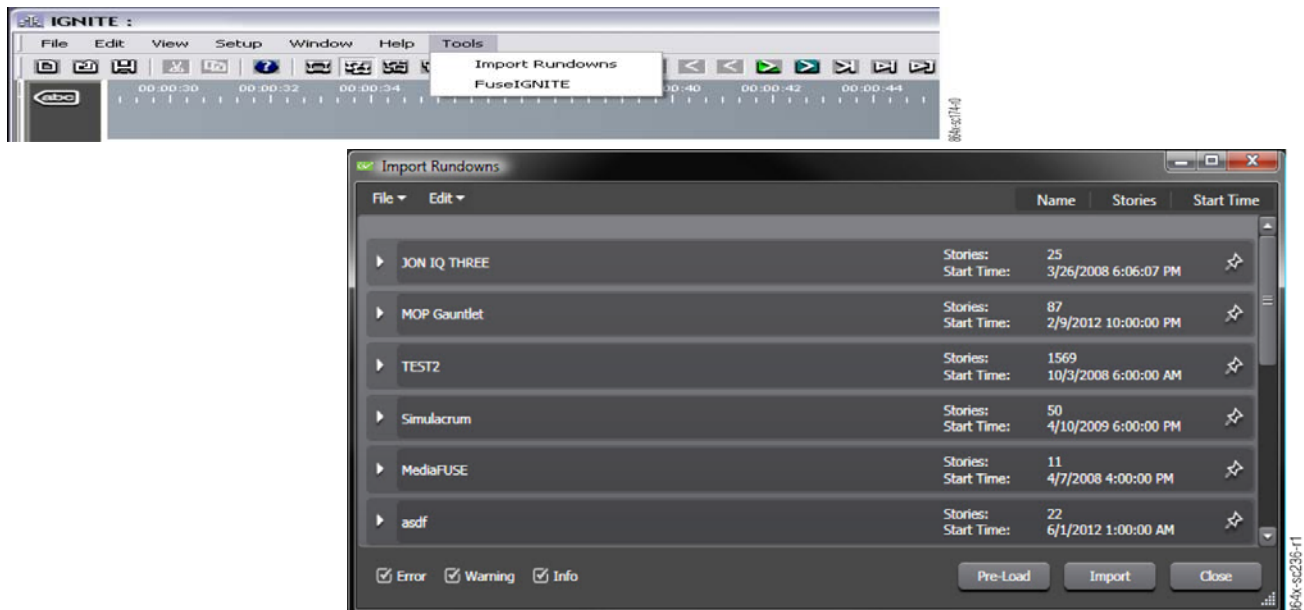 IGNITE :
File Edit View Setup Window Help Tools
Import Rundowns
FuseIGNITE
abc
00:00:30 00:00:32 00:00:34 00:40 00:00:42 00:00:44
864x-sc174-r0
Import Rundowns
File Edit Name Stories Start Time
JON IQ THREE Stories: 25
Start Time: 3/26/2008 6:06:07 PM
MOP Gauntlet Stories: 87
Start Time: 2/9/2012 10:00:00 PM
TEST2 Stories: 1569
Start Time: 10/3/2008 6:00:00 AM
Simulacrum Stories: 50
Start Time: 4/10/2009 6:00:00 PM
MediaFUSE Stories: 11
Start Time: 4/7/2008 4:00:00 PM
asdf Stories: 22
Start Time: 6/1/2012 1:00:00 AM
Error Warning Info Pre-Load Import Close
864x-sc236-r1